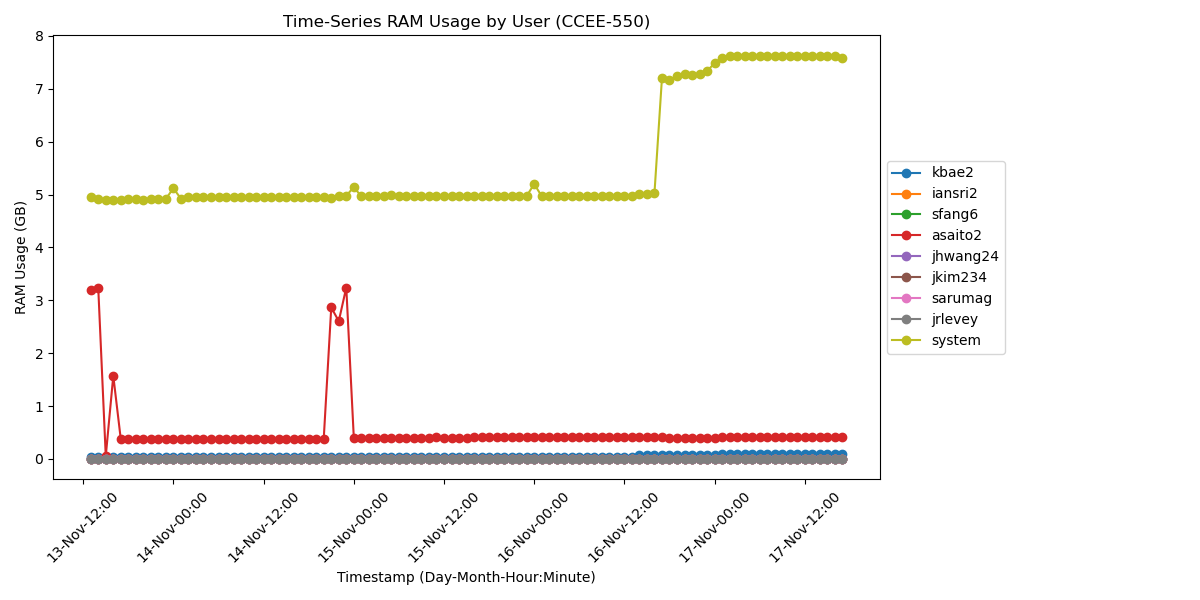 Time-Series RAM Usage by User (CCEE-550)
RAM Usage (GB)
8
7
6
5
4
3
2
1
0
13-Nov-12:00
14-Nov-00:00
14-Nov-12:00
15-Nov-00:00
15-Nov-12:00
16-Nov-00:00
16-Nov-12:00
17-Nov-00:00
17-Nov-12:00
Timestamp (Day-Month-Hour:Minute)
kbae2
iansri2
sfang6
asaito2
jhwang24
jkim234
sarumag
jrlevey
system